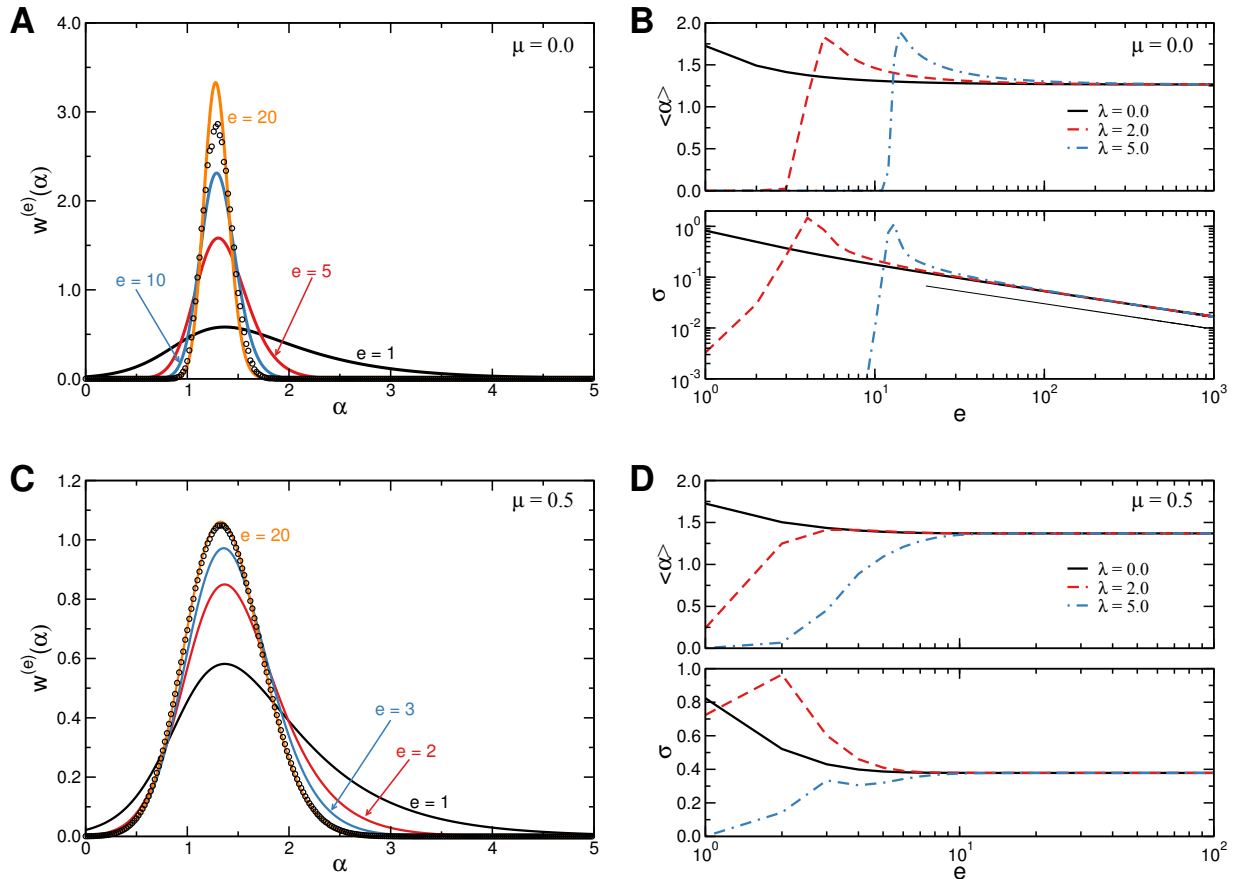 A
μ = 0.0
4.0
3.0
2.0
1.0
0.0
w(e)(α)
e = 20
e = 10
e = 5
e = 1
0 1 2 3 4 5
α
B
μ = 0.0
2.0
1.5
1.0
0.5
0.0
<α>
λ = 0.0
λ = 2.0
λ = 5.0
10^0
10^-1
10^-2
10^-3
σ
10^0 10^1 10^2 10^3
e
C
μ = 0.5
1.2
1.0
0.8
0.6
0.4
0.2
0.0
w(e)(α)
e = 20
e = 3
e = 2
e = 1
0 1 2 3 4 5
α
D
μ = 0.5
2.0
1.5
1.0
0.5
0.0
<α>
λ = 0.0
λ = 2.0
λ = 5.0
1.0
0.8
0.6
0.4
0.2
0.0
σ
10^0 10^1 10^2
e